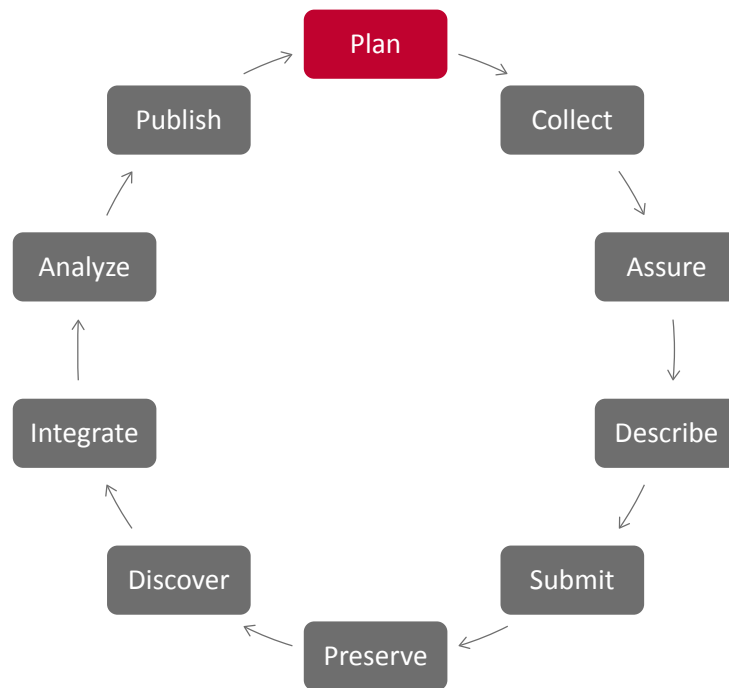 Plan
Collect
Assure
Describe
Submit
Preserve
Discover
Integrate
Analyze
Publish